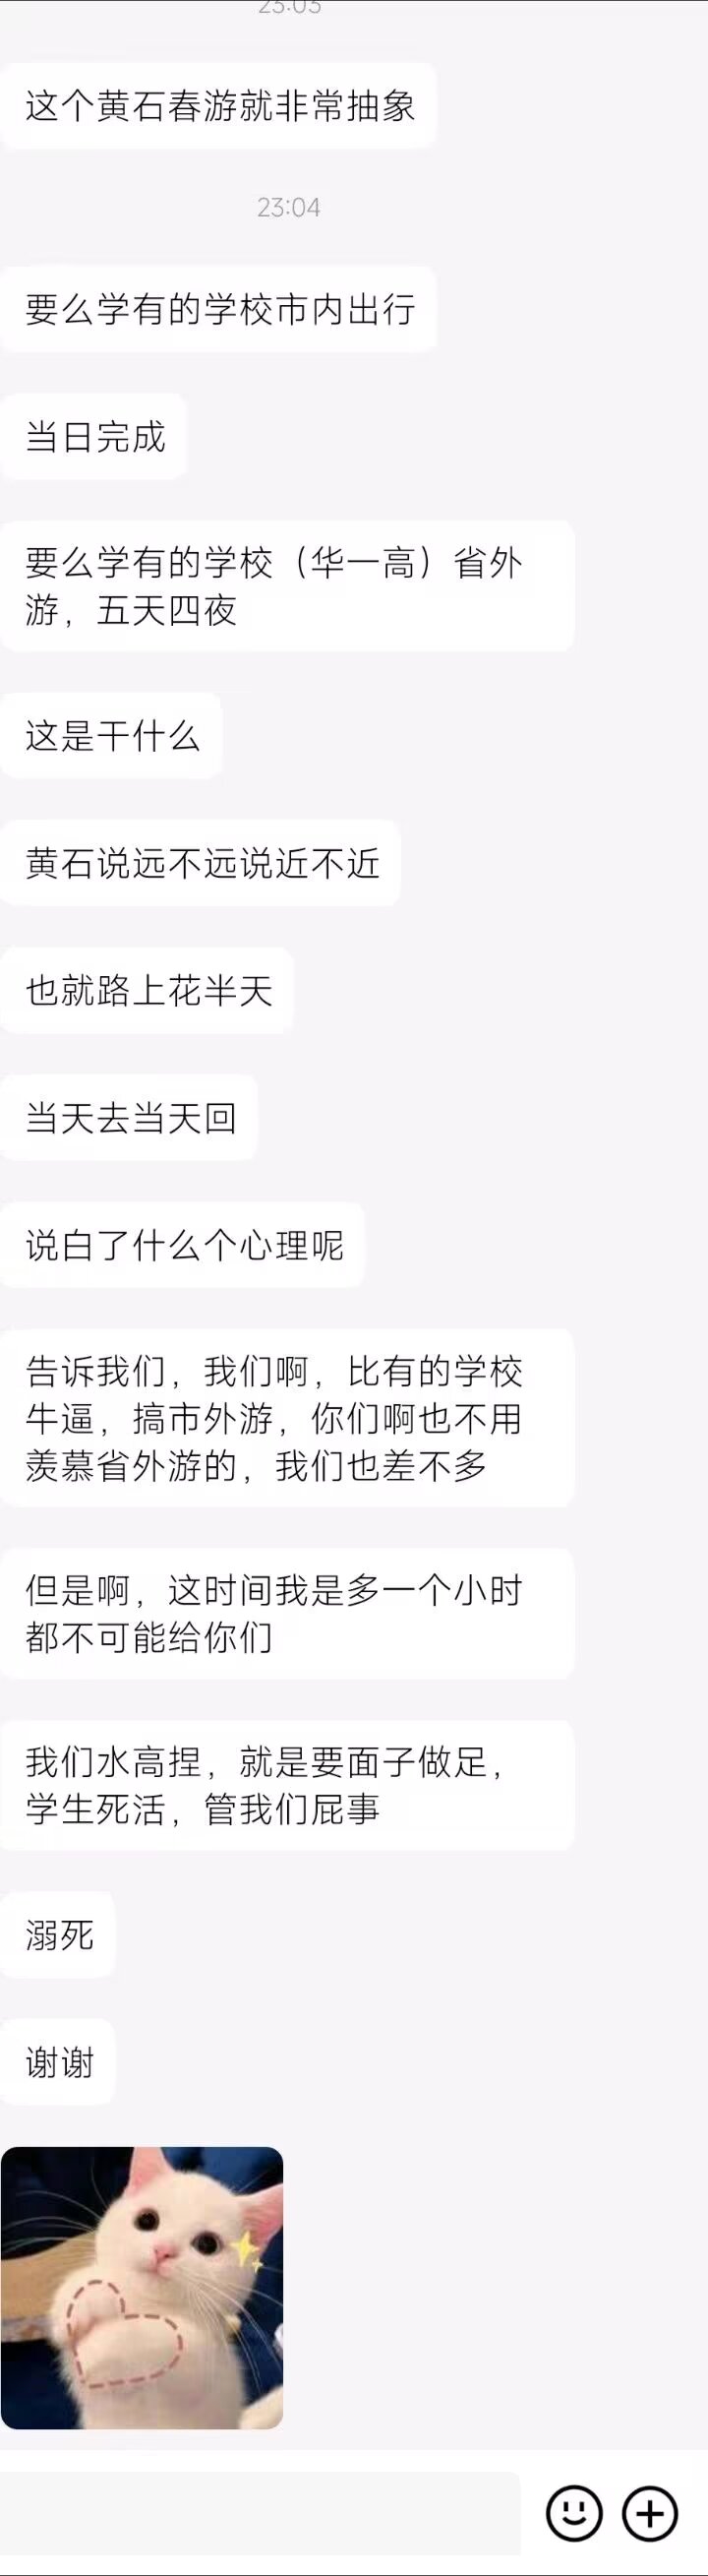 23:03
这个黄石春游就非常抽象
23:04
要么学有的学校市内出行
当日完成
要么学有的学校（华一高）省外
游，五天四夜
这是干什么
黄石说远不远说近不近
也就路上花半天
当天去当天回
说白了什么个心理呢
告诉我们，我们啊，比有的学校
牛逼，搞市外游，你们啊也不用
羡慕省外游的，我们也差不多
但是啊，这时间我是多一个小时
都不可能给你们
我们水高捏，就是要面子做足，
学生死活，管我们屁事
溺死
谢谢